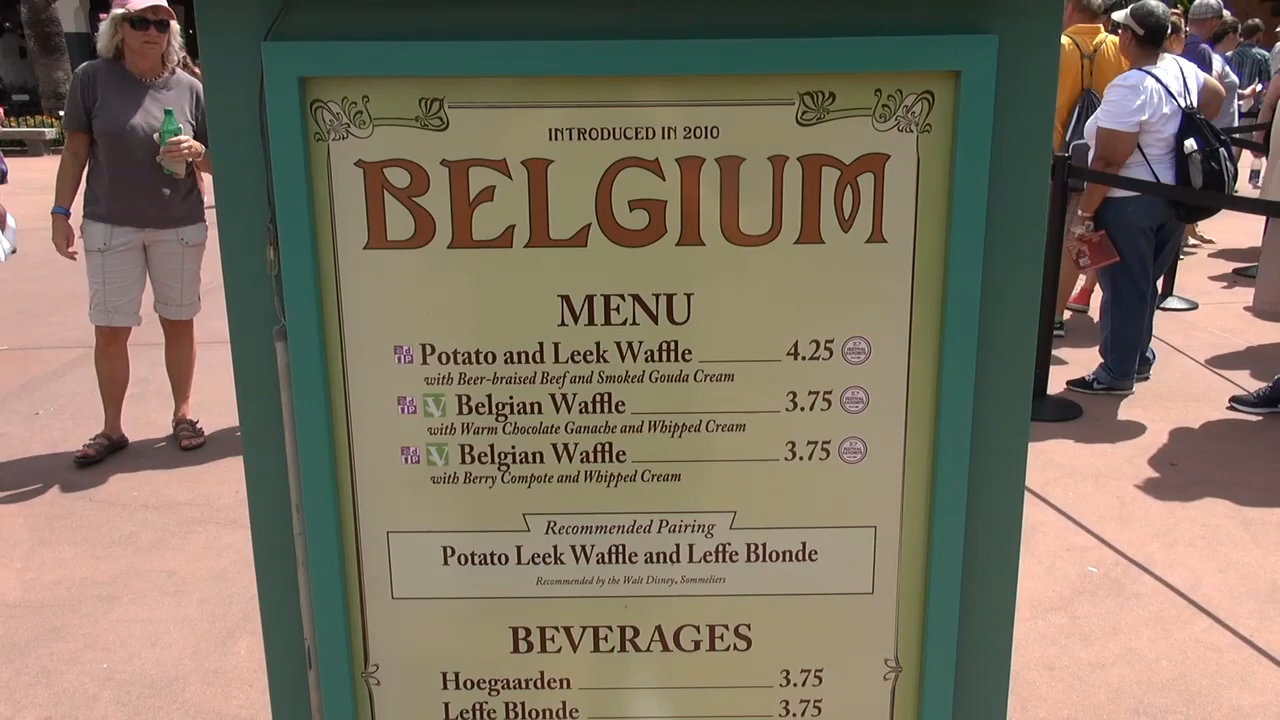 INTRODUCED IN 2010
BELGIUM
MENU
Potato and Leek Waffle 4.25
with Beer-braised Beef and Smoked Gouda Cream
Belgian Waffle 3.75
with Warm Chocolate Ganache and Whipped Cream
Belgian Waffle 3.75
with Berry Compote and Whipped Cream
Recommended Pairing
Potato Leek Waffle and Leffe Blonde
Recommended by the Walt Disney, Sommeliers
BEVERAGES
Hoegaarden 3.75
Leffe Blonde 3.75